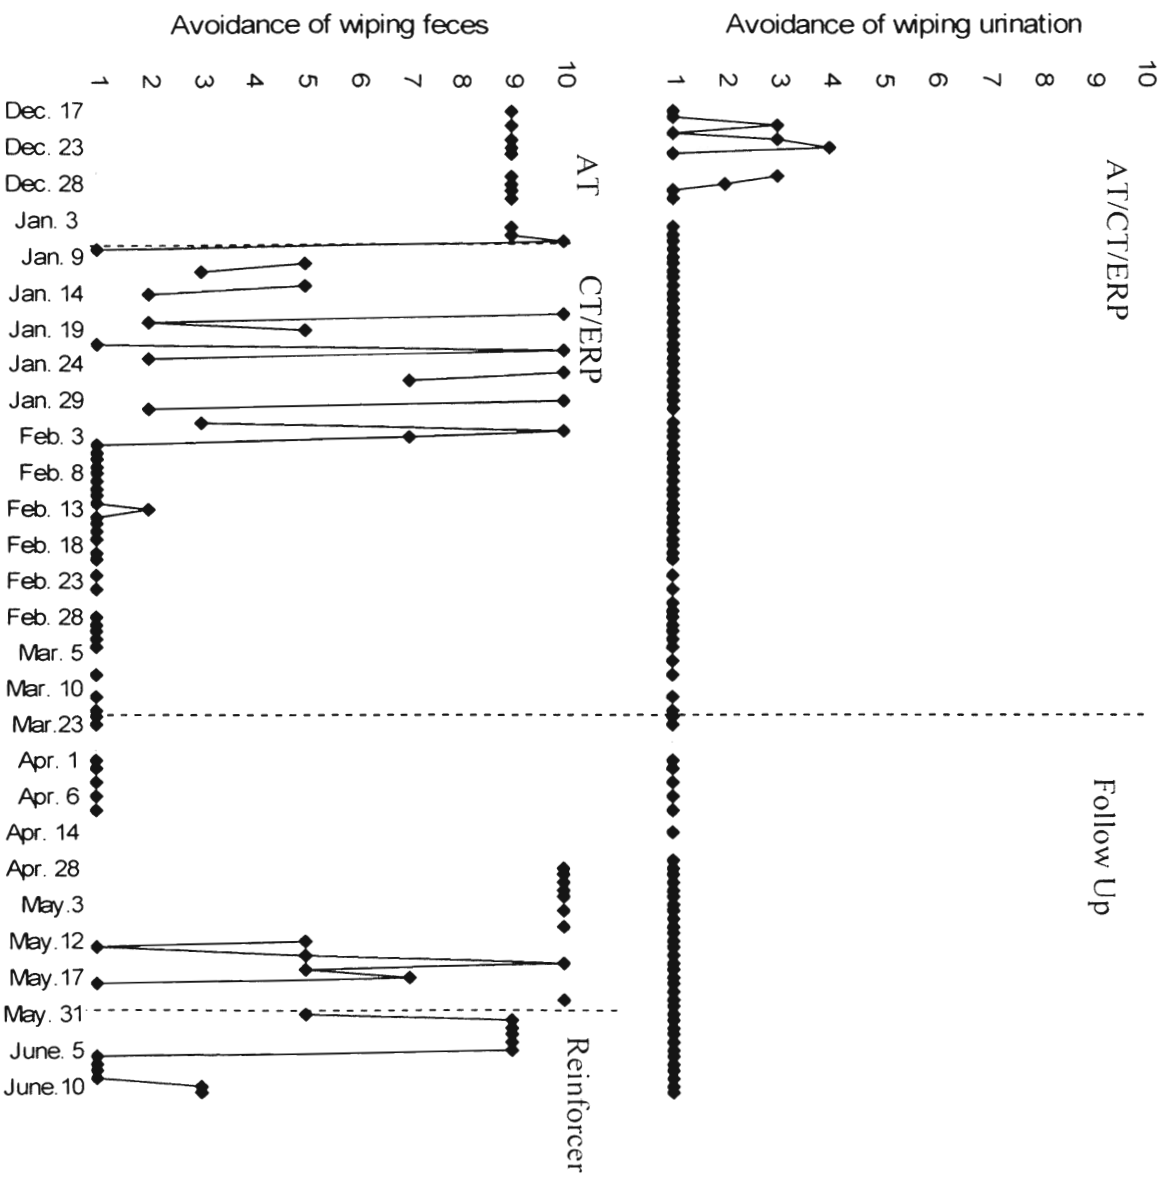 Avoidance of wiping feces
Avoidance of wiping urination
1 2 3 4 5 6 7 8 9 10
1 2 3 4 5 6 7 8 9 10
Dec. 17
Dec. 23
Dec. 28
Jan. 3
Jan. 9
Jan. 14
Jan. 19
Jan. 24
Jan. 29
Feb. 3
Feb. 8
Feb. 13
Feb. 18
Feb. 23
Feb. 28
Mar. 5
Mar. 10
Mar.23
Apr. 1
Apr. 6
Apr. 14
Apr. 28
May.3
May.12
May.17
May. 31
June. 5
June.10
AT
CT/ERP
Reinforcer
AT/CT/ERP
Follow Up